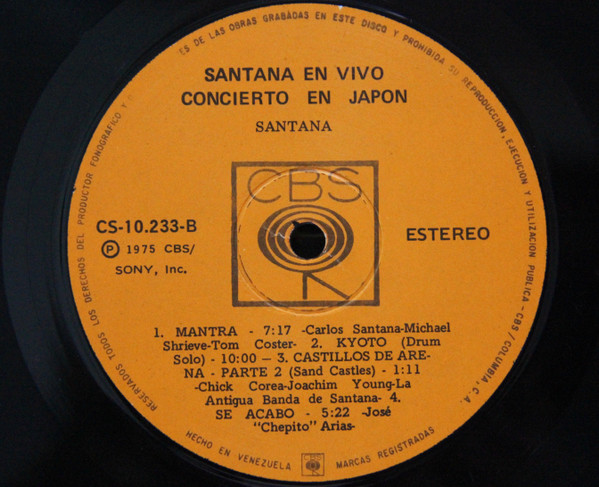 ES DE LAS OBRAS GRABADAS EN ESTE DISCO Y PROHIBIDA SU REPRODUCCION, EJECUCION Y UTILIZACION PUBLICA - CBS/COLUMBIA, C.A.
SANTANA EN VIVO
CONCIERTO EN JAPON
SANTANA
CBS
CS-10.233-B
Ⓟ 1975 CBS/
SONY, Inc.
ESTEREO
1. MANTRA - 7:17 -Carlos Santana-Michael
Shrieve-Tom Coster- 2. KYOTO (Drum
Solo) - 10:00 — 3. CASTILLOS DE ARE-
NA - PARTE 2 (Sand Castles) - 1:11
-Chick Corea-Joachim Young-La
Antigua Banda de Santana- 4.
SE ACABO - 5:22 -José
"Chepito" Arias-
RESERVADOS TODOS LOS DERECHOS DEL PRODUCTOR FONOGRAFICO Y
HECHO EN VENEZUELA
MARCAS REGISTRADAS